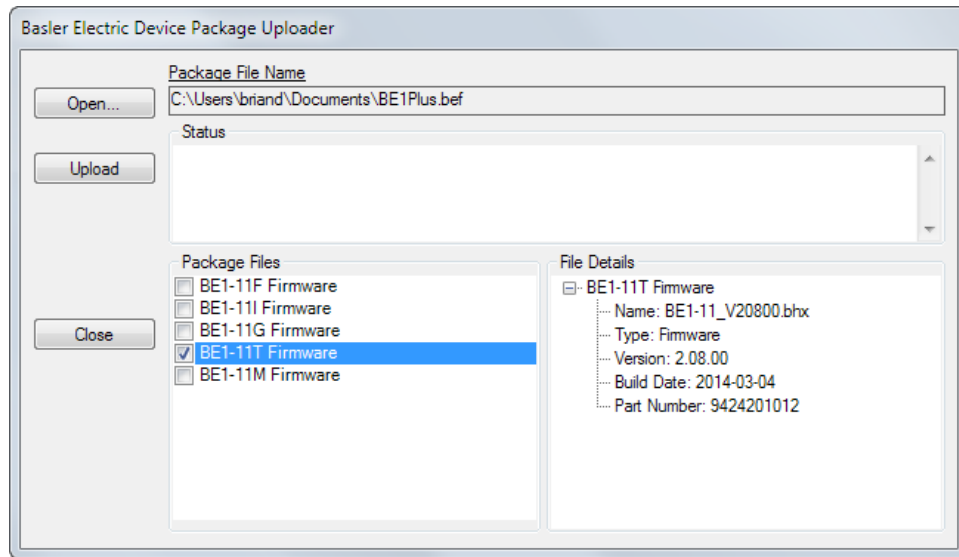 Basler Electric Device Package Uploader
Package File Name
Open...
C:\Users\briand\Documents\BE1Plus.bef
Status
Upload
Package Files
BE1-11F Firmware
BE1-11I Firmware
BE1-11G Firmware
BE1-11T Firmware
BE1-11M Firmware
Close
File Details
BE1-11T Firmware
Name: BE1-11_V20800.bhx
Type: Firmware
Version: 2.08.00
Build Date: 2014-03-04
Part Number: 9424201012